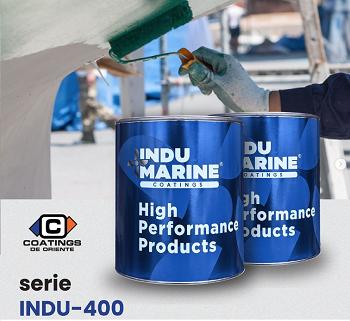 INDU
MARINE®
COATINGS
High
Performance
Products
INDU
MARINE®
COATINGS
High
Performance
Products
C
COATINGS
DE ORIENTE
serie
INDU-400